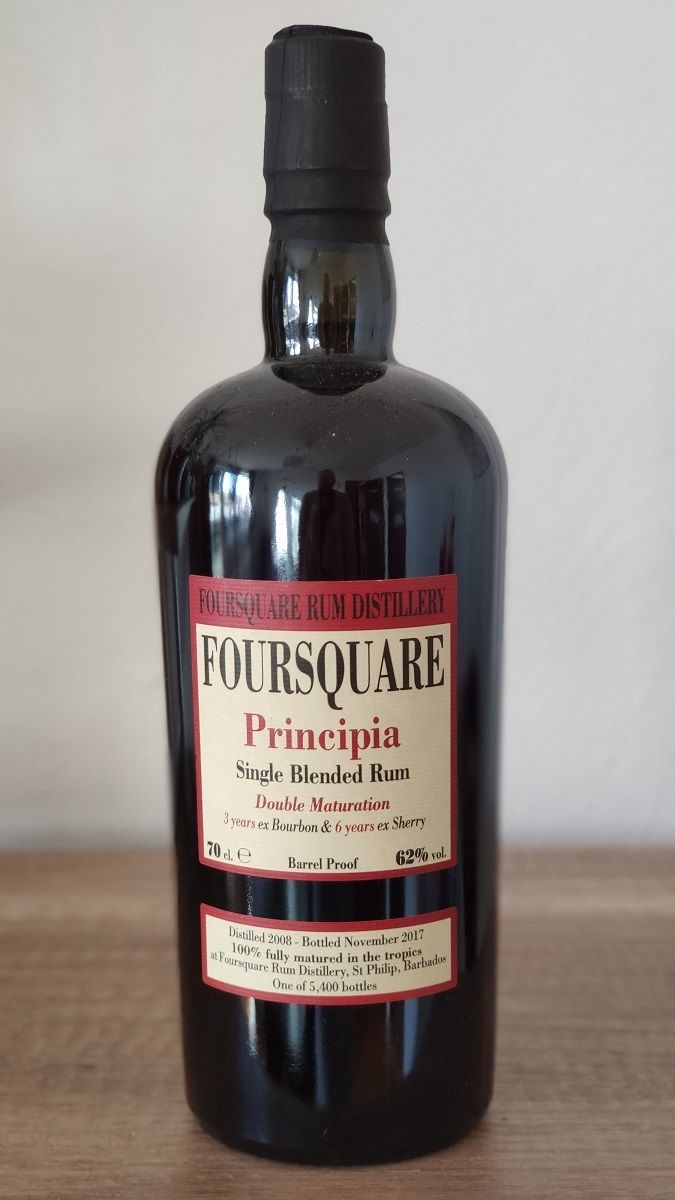 FOURSQUARE RUM DISTILLERY
FOURSQUARE
Principia
Single Blended Rum
Double Maturation
3 years ex Bourbon & 6 years ex Sherry
70 cl. ℮ Barrel Proof 62% vol.
Distilled 2008 - Bottled November 2017
100% fully matured in the tropics
at Foursquare Rum Distillery, St Philip, Barbados
One of 5,400 bottles